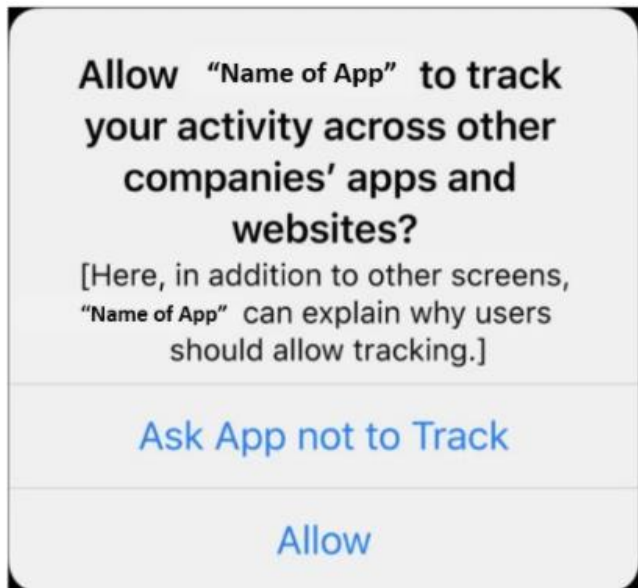 Allow “Name of App” to track
your activity across other
companies’ apps and
websites?
[Here, in addition to other screens,
“Name of App” can explain why users
should allow tracking.]
Ask App not to Track
Allow